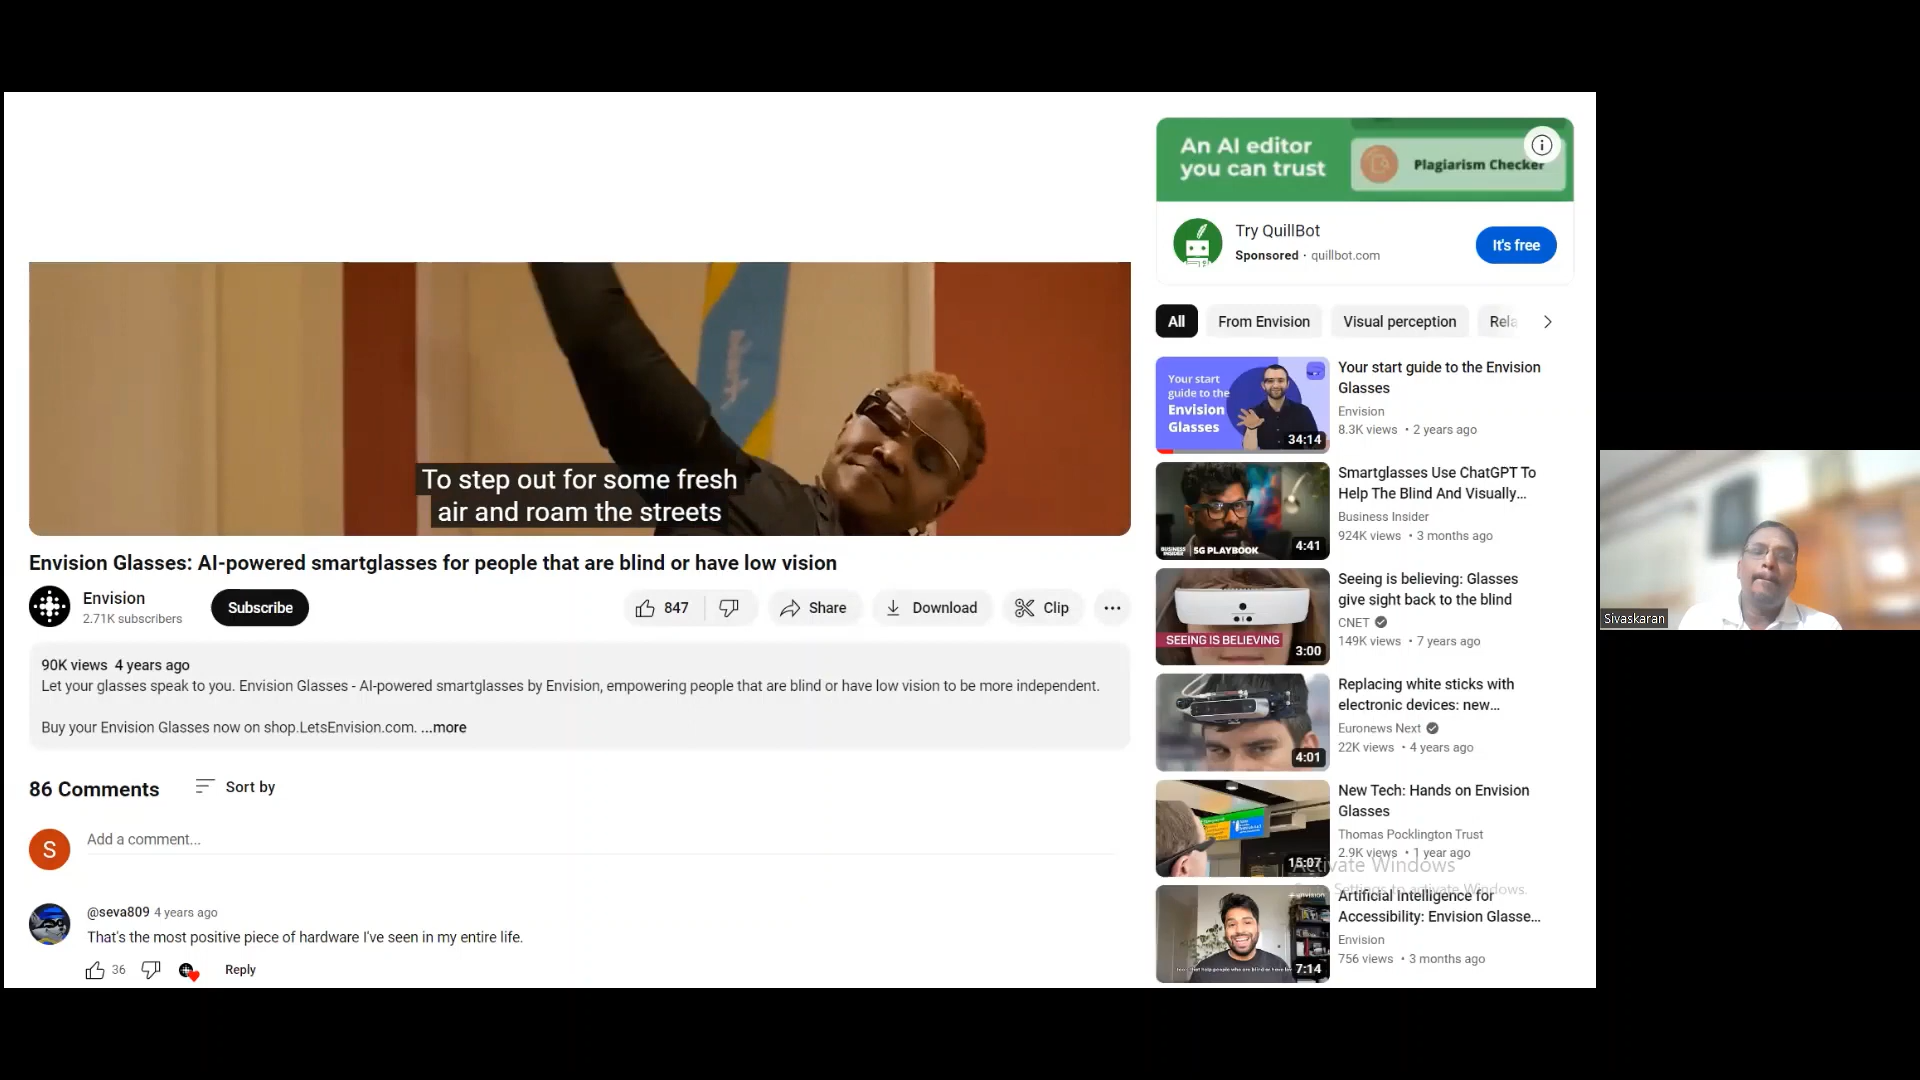 An AI editor
you can trust
Plagiarism Checker
Try QuillBot
Sponsored · quillbot.com
It's free
To step out for some fresh
air and roam the streets
Envision Glasses: AI-powered smartglasses for people that are blind or have low vision
Envision
2.71K subscribers
Subscribe
847
Share
Download
Clip
90K views 4 years ago
Let your glasses speak to you. Envision Glasses - AI-powered smartglasses by Envision, empowering people that are blind or have low vision to be more independent.
Buy your Envision Glasses now on shop.LetsEnvision.com. ...more
86 Comments
Sort by
S
Add a comment...
@seva809 4 years ago
That's the most positive piece of hardware I've seen in my entire life.
36
Reply
All
From Envision
Visual perception
Rela
Your start
guide to the
Envision
Glasses
34:14
Your start guide to the Envision
Glasses
Envision
8.3K views • 2 years ago
BUSINESS
INSIDER
5G PLAYBOOK
4:41
Smartglasses Use ChatGPT To
Help The Blind And Visually...
Business Insider
924K views • 3 months ago
SEEING IS BELIEVING
3:00
Seeing is believing: Glasses
give sight back to the blind
CNET
149K views • 7 years ago
4:01
Replacing white sticks with
electronic devices: new...
Euronews Next
22K views • 4 years ago
15:07
New Tech: Hands on Envision
Glasses
Thomas Pocklington Trust
2.9K views • 1 year ago
Activate Windows
Settings to activate Windows.
7:14
Artificial Intelligence for
Accessibility: Envision Glasse...
Envision
756 views • 3 months ago
Sivaskaran